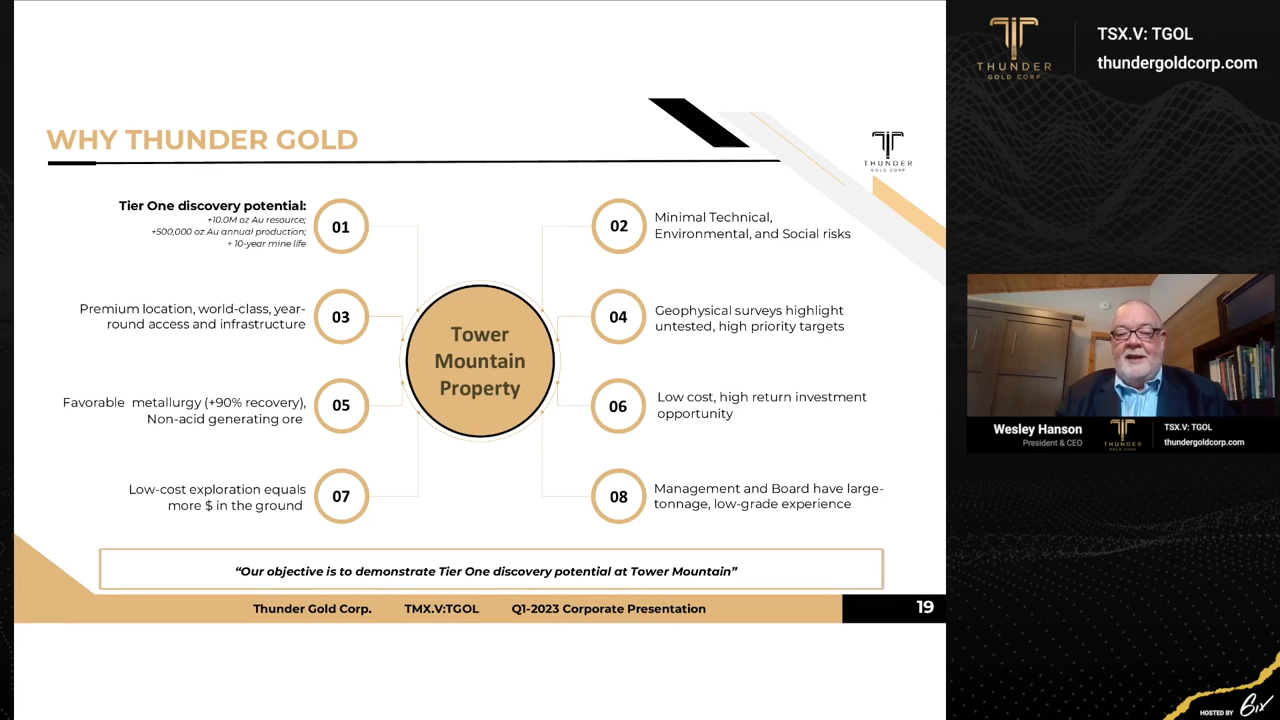 WHY THUNDER GOLD
THUNDER
GOLD CORP
Tier One discovery potential:
+10.0M oz Au resource;
+500,000 oz Au annual production;
+ 10-year mine life
01
02
Minimal Technical,
Environmental, and Social risks
Premium location, world-class, year-
round access and infrastructure
03
04
Geophysical surveys highlight
untested, high priority targets
Tower
Mountain
Property
Favorable metallurgy (+90% recovery),
Non-acid generating ore
05
06
Low cost, high return investment
opportunity
Low-cost exploration equals
more $ in the ground
07
08
Management and Board have large-
tonnage, low-grade experience
“Our objective is to demonstrate Tier One discovery potential at Tower Mountain”
Thunder Gold Corp. TMX.V:TGOL Q1-2023 Corporate Presentation
19
THUNDER
GOLD CORP
TSX.V: TGOL
thundergoldcorp.com
Wesley Hanson
President & CEO
THUNDER
GOLD CORP
TSX.V: TGOL
thundergoldcorp.com
HOSTED BY 6ix